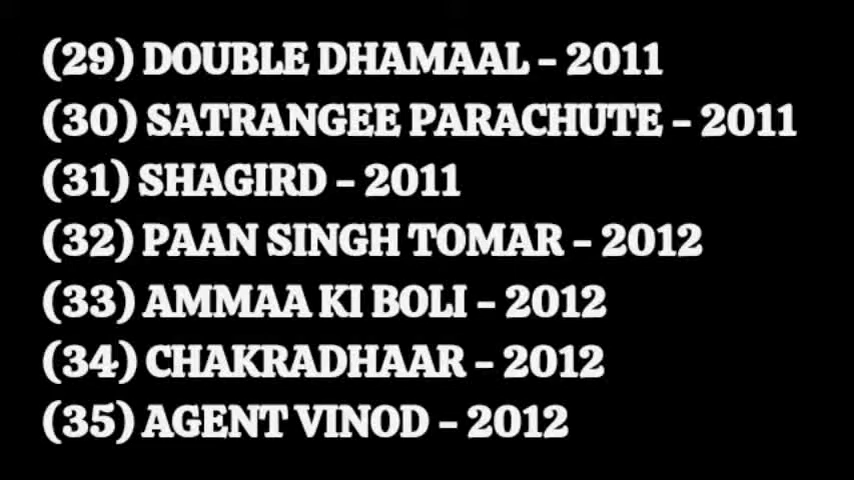 (29) DOUBLE DHAMAAL - 2011
(30) SATRANGEE PARACHUTE - 2011
(31) SHAGIRD - 2011
(32) PAAN SINGH TOMAR - 2012
(33) AMMAA KI BOLI - 2012
(34) CHAKRADHAAR - 2012
(35) AGENT VINOD - 2012